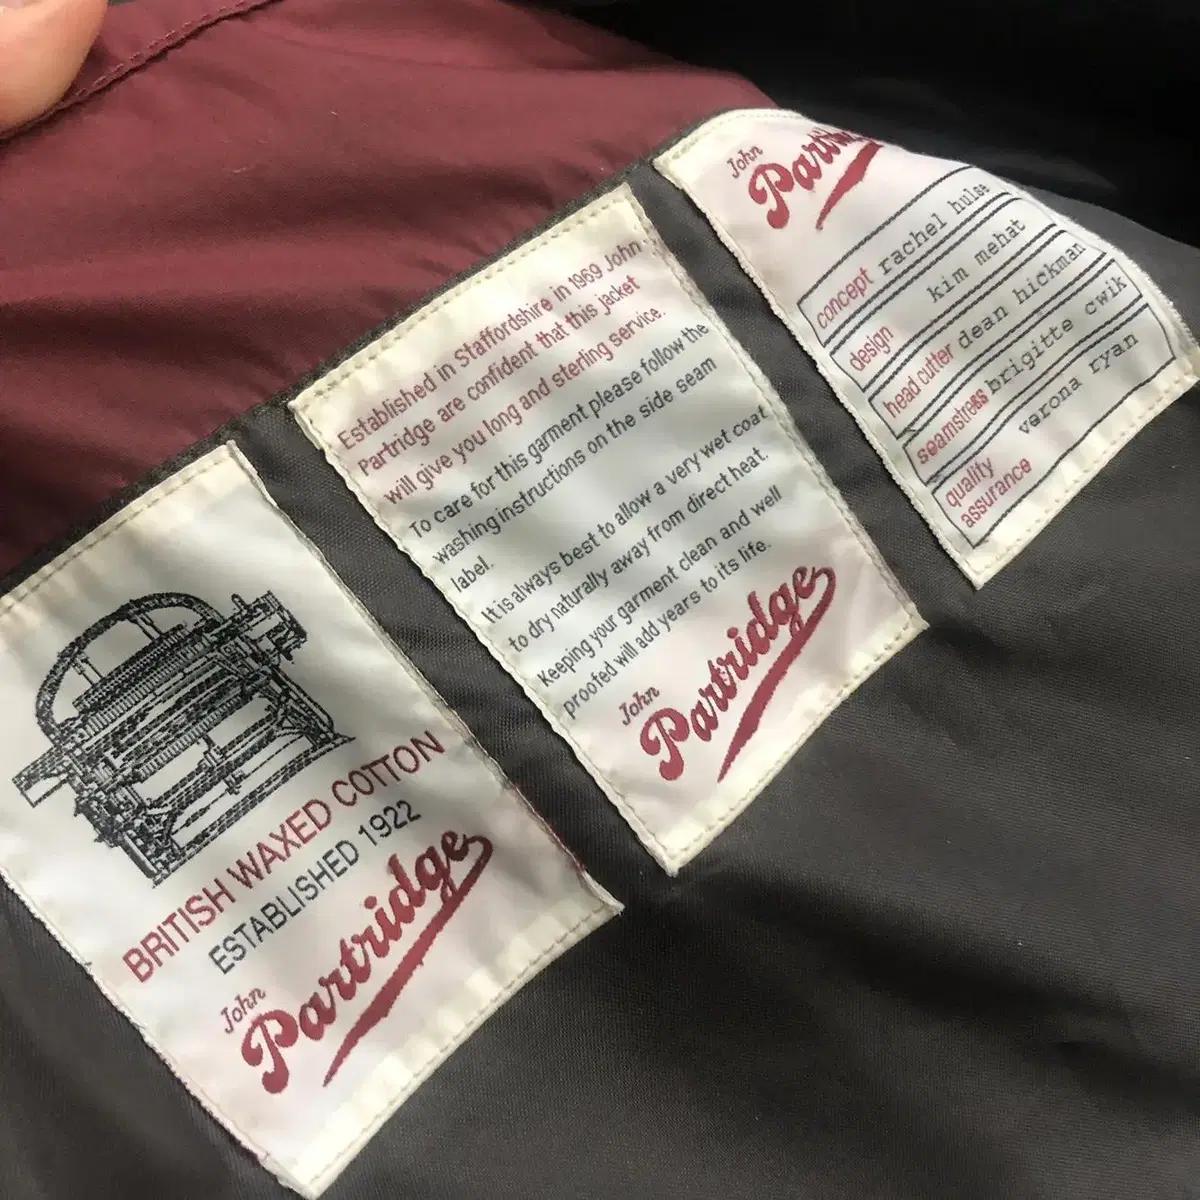 BRITISH WAXED COTTON
ESTABLISHED 1922
John
Partridge
Established in Staffordshire in 1969 John
Partridge are confident that this jacket
will give you long and sterling service.
To care for this garment please follow the
washing instructions on the side seam
label.
It is always best to allow a very wet coat
to dry naturally away from direct heat.
Keeping your garment clean and well
proofed will add years to its life.
John
Partridge
John
concept rachel hulse
design kim mehat
head cutter dean hickman
seamstress brigitte cwik
quality varona ryan
assurance